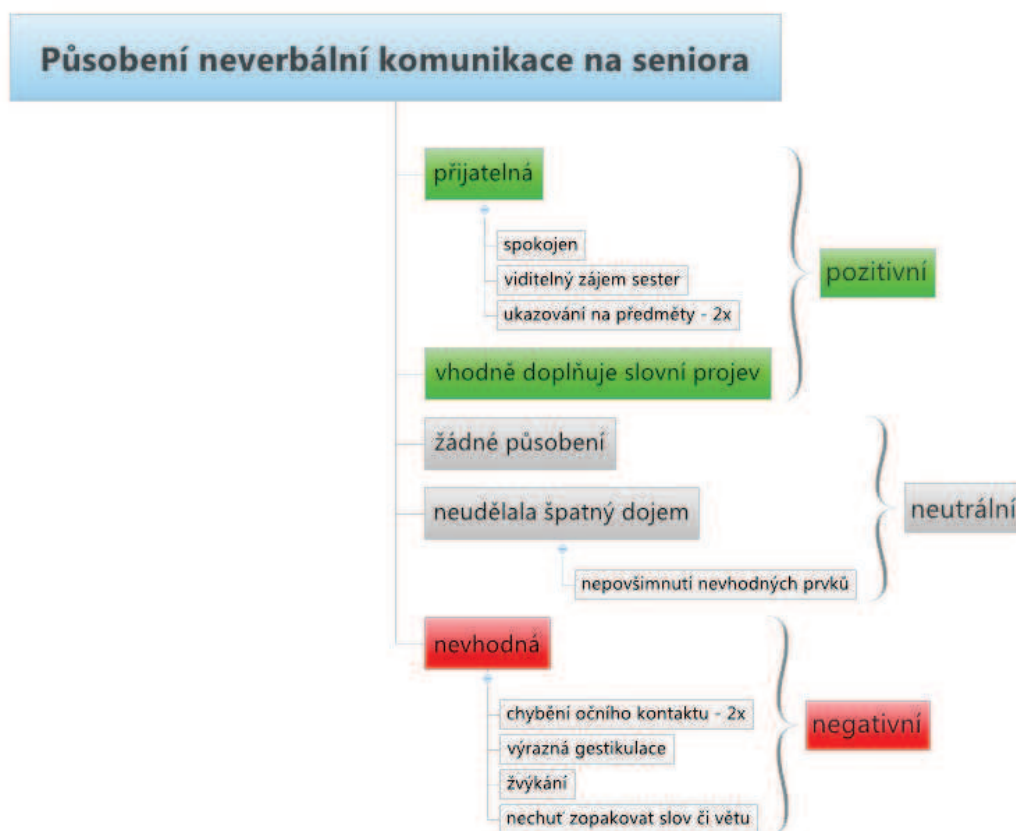 Působení neverbální komunikace na seniora
přijatelná
spokojen
viditelný zájem sester
ukazování na předměty - 2x
pozitivní
vhodně doplňuje slovní projev
žádné působení
neudělala špatný dojem
neutrální
nepovšimnutí nevhodných prvků
nevhodná
chybění očního kontaktu - 2x
negativní
výrazná gestikulace
žvýkání
nechuť zopakovat slov či větu